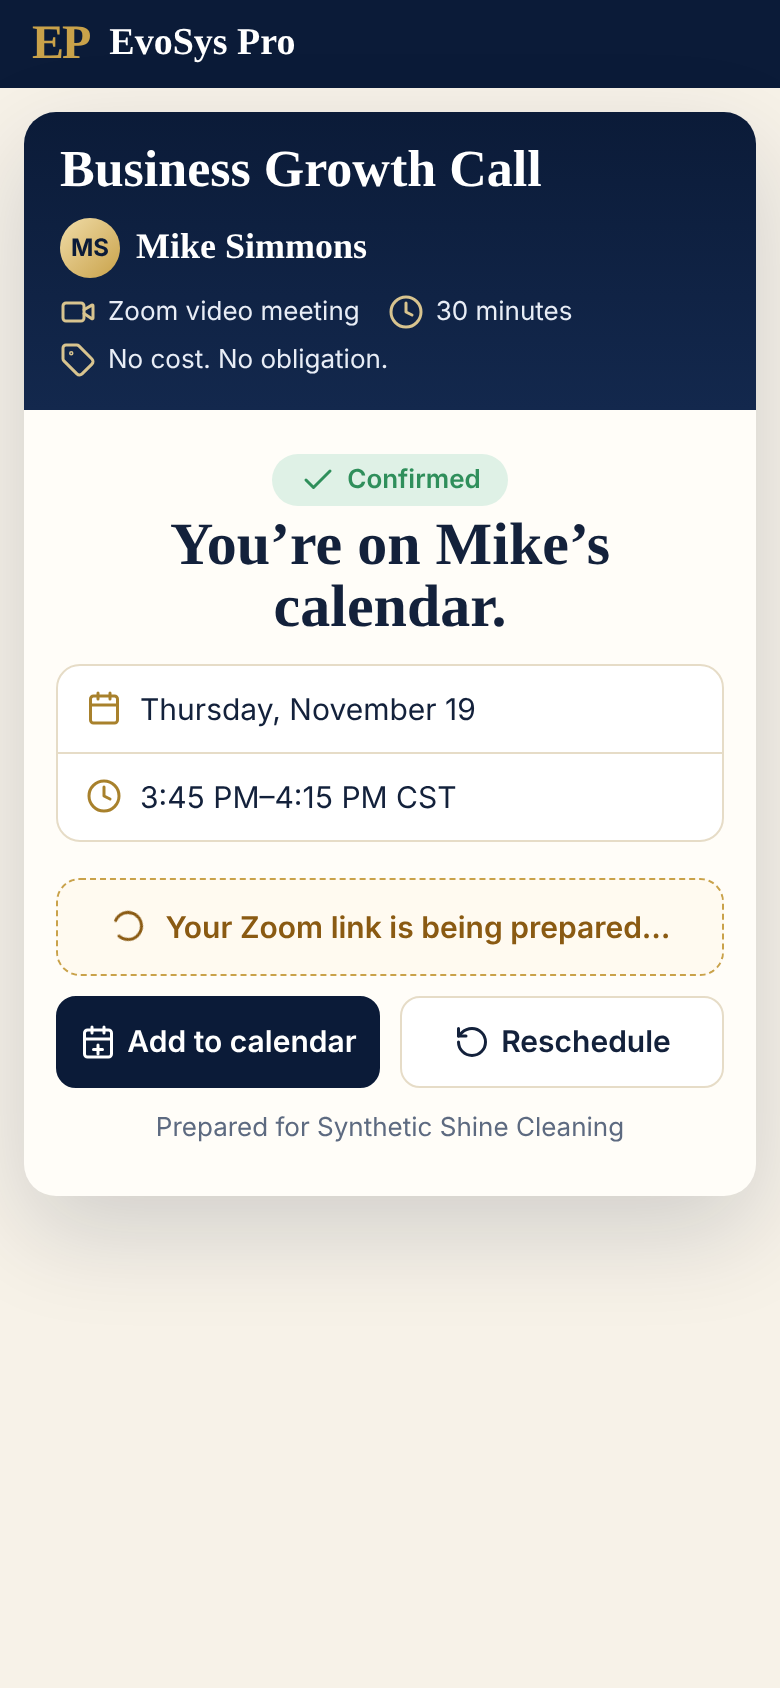 EP EvoSys Pro
Business Growth Call
MS Mike Simmons
Zoom video meeting 30 minutes
No cost. No obligation.
Confirmed
You’re on Mike’s
calendar.
Thursday, November 19
3:45 PM–4:15 PM CST
Your Zoom link is being prepared…
Add to calendar Reschedule
Prepared for Synthetic Shine Cleaning